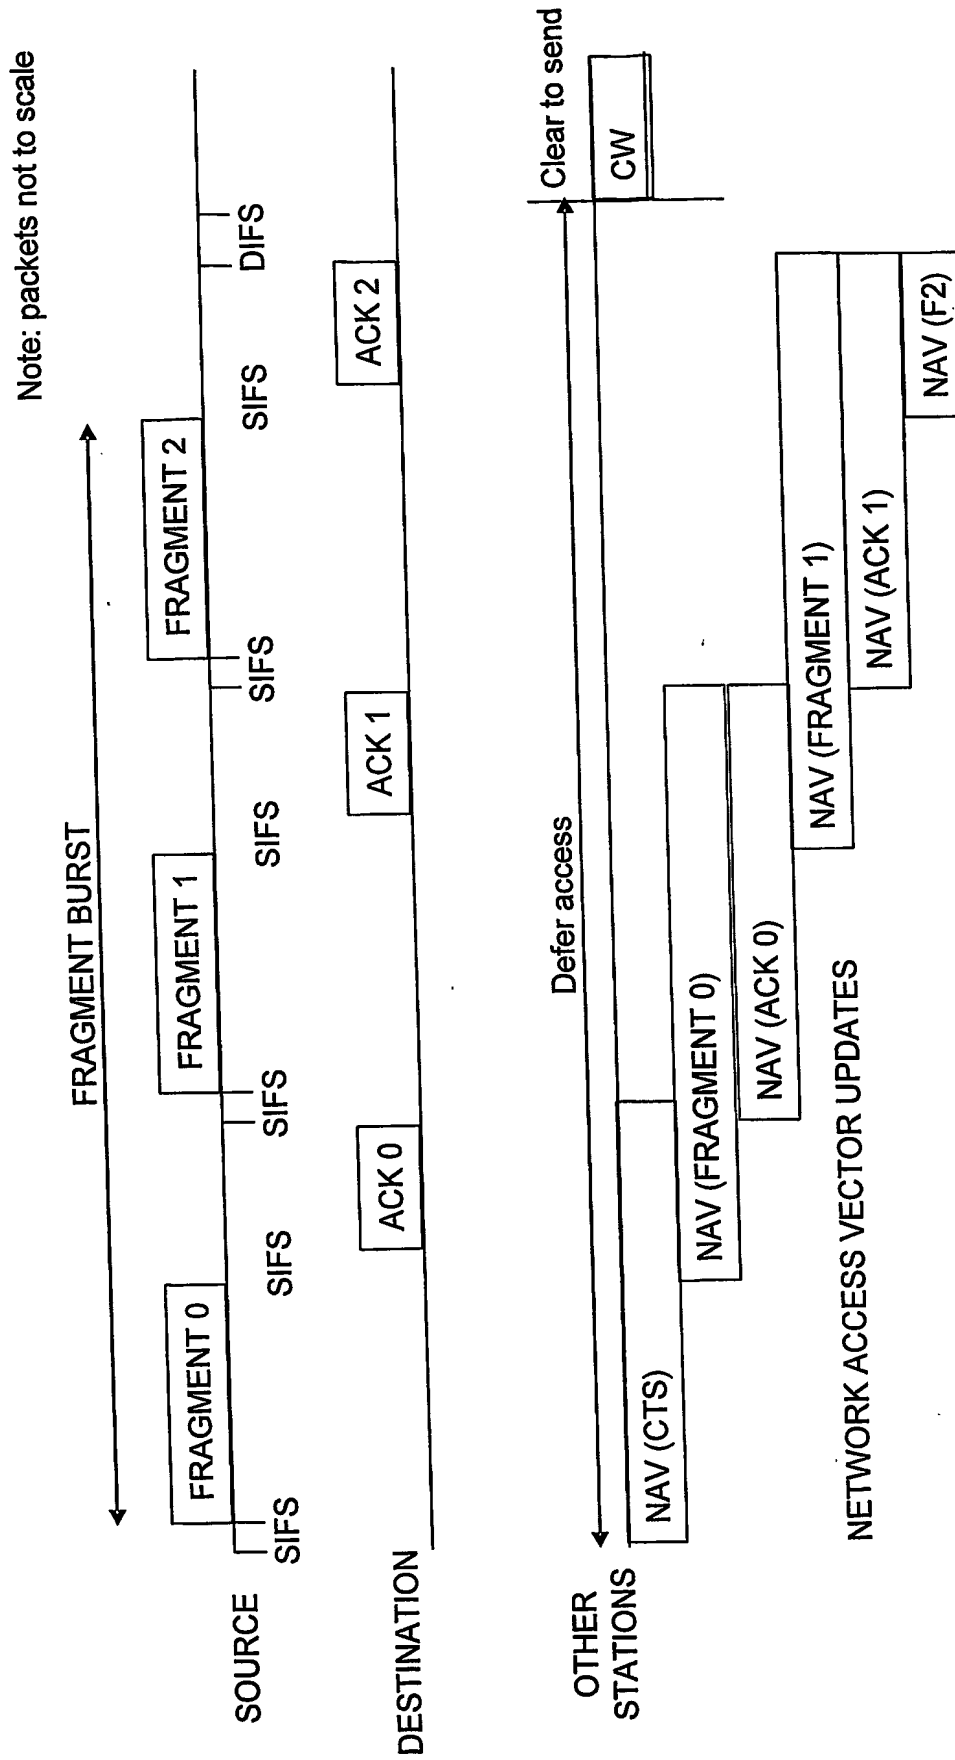 Note: packets not to scale
FRAGMENT BURST
FRAGMENT 0
FRAGMENT 1
FRAGMENT 2
SOURCE
SIFS
SIFS
SIFS
SIFS
SIFS
SIFS
DIFS
ACK 0
ACK 1
ACK 2
DESTINATION
Defer access
Clear to send
OTHER
STATIONS
CW
NAV (CTS)
NAV (FRAGMENT 0)
NAV (ACK 0)
NAV (FRAGMENT 1)
NAV (ACK 1)
NAV (F2)
NETWORK ACCESS VECTOR UPDATES